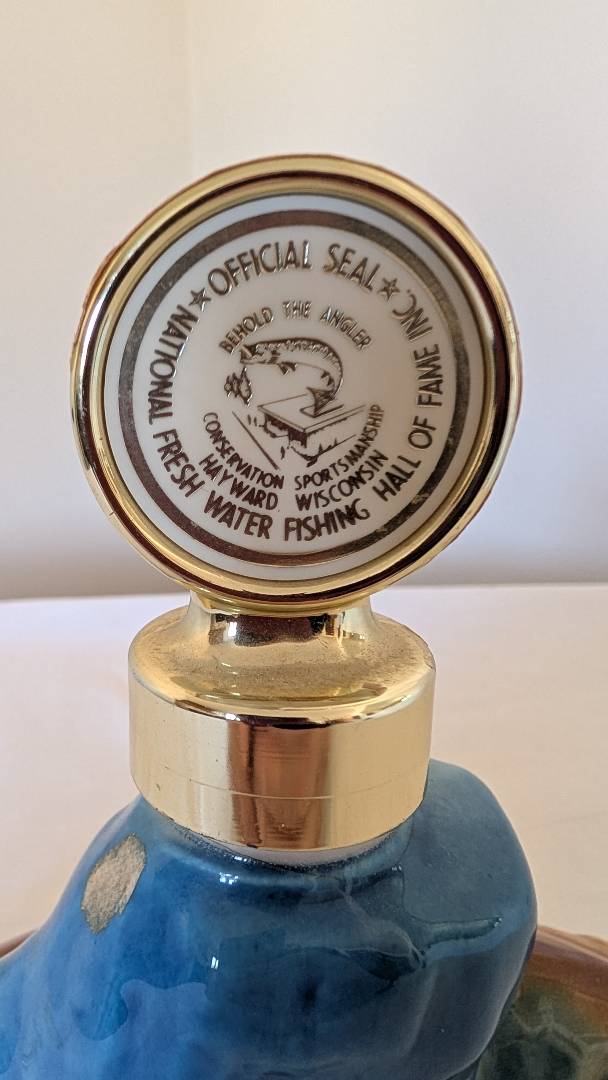 ★ OFFICIAL SEAL ★
NATIONAL FRESH WATER FISHING HALL OF FAME INC.
BEHOLD THE ANGLER
CONSERVATION SPORTSMANSHIP
HAYWARD, WISCONSIN